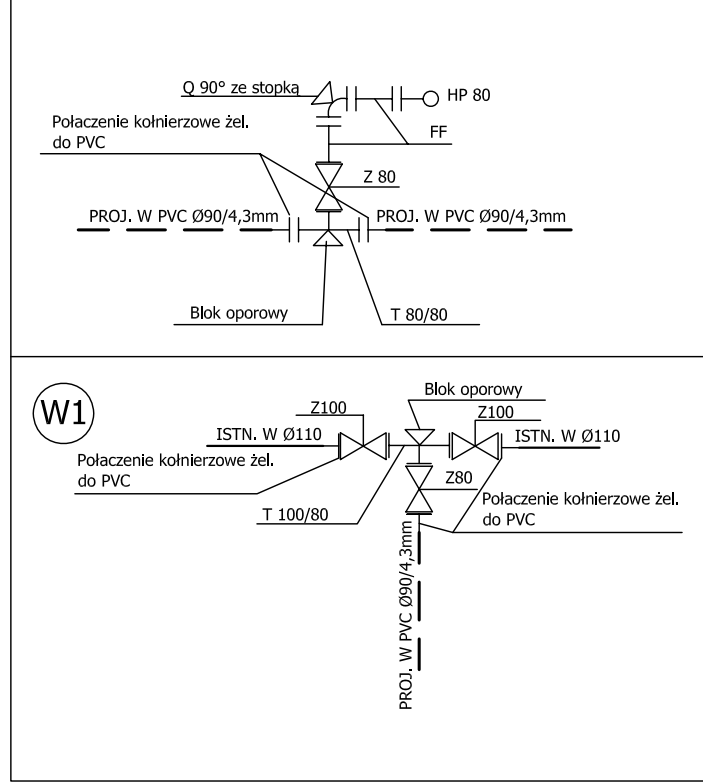 Q 90° ze stopką
HP 80
FF
Połaczenie kołnierzowe żel.
do PVC
Z 80
PROJ. W PVC Ø90/4,3mm
PROJ. W PVC Ø90/4,3mm
Blok oporowy
T 80/80
W1
Blok oporowy
Z100
Z100
ISTN. W Ø110
ISTN. W Ø110
Połaczenie kołnierzowe żel.
do PVC
Z80
Połaczenie kołnierzowe żel.
do PVC
T 100/80
PROJ. W PVC Ø90/4,3mm